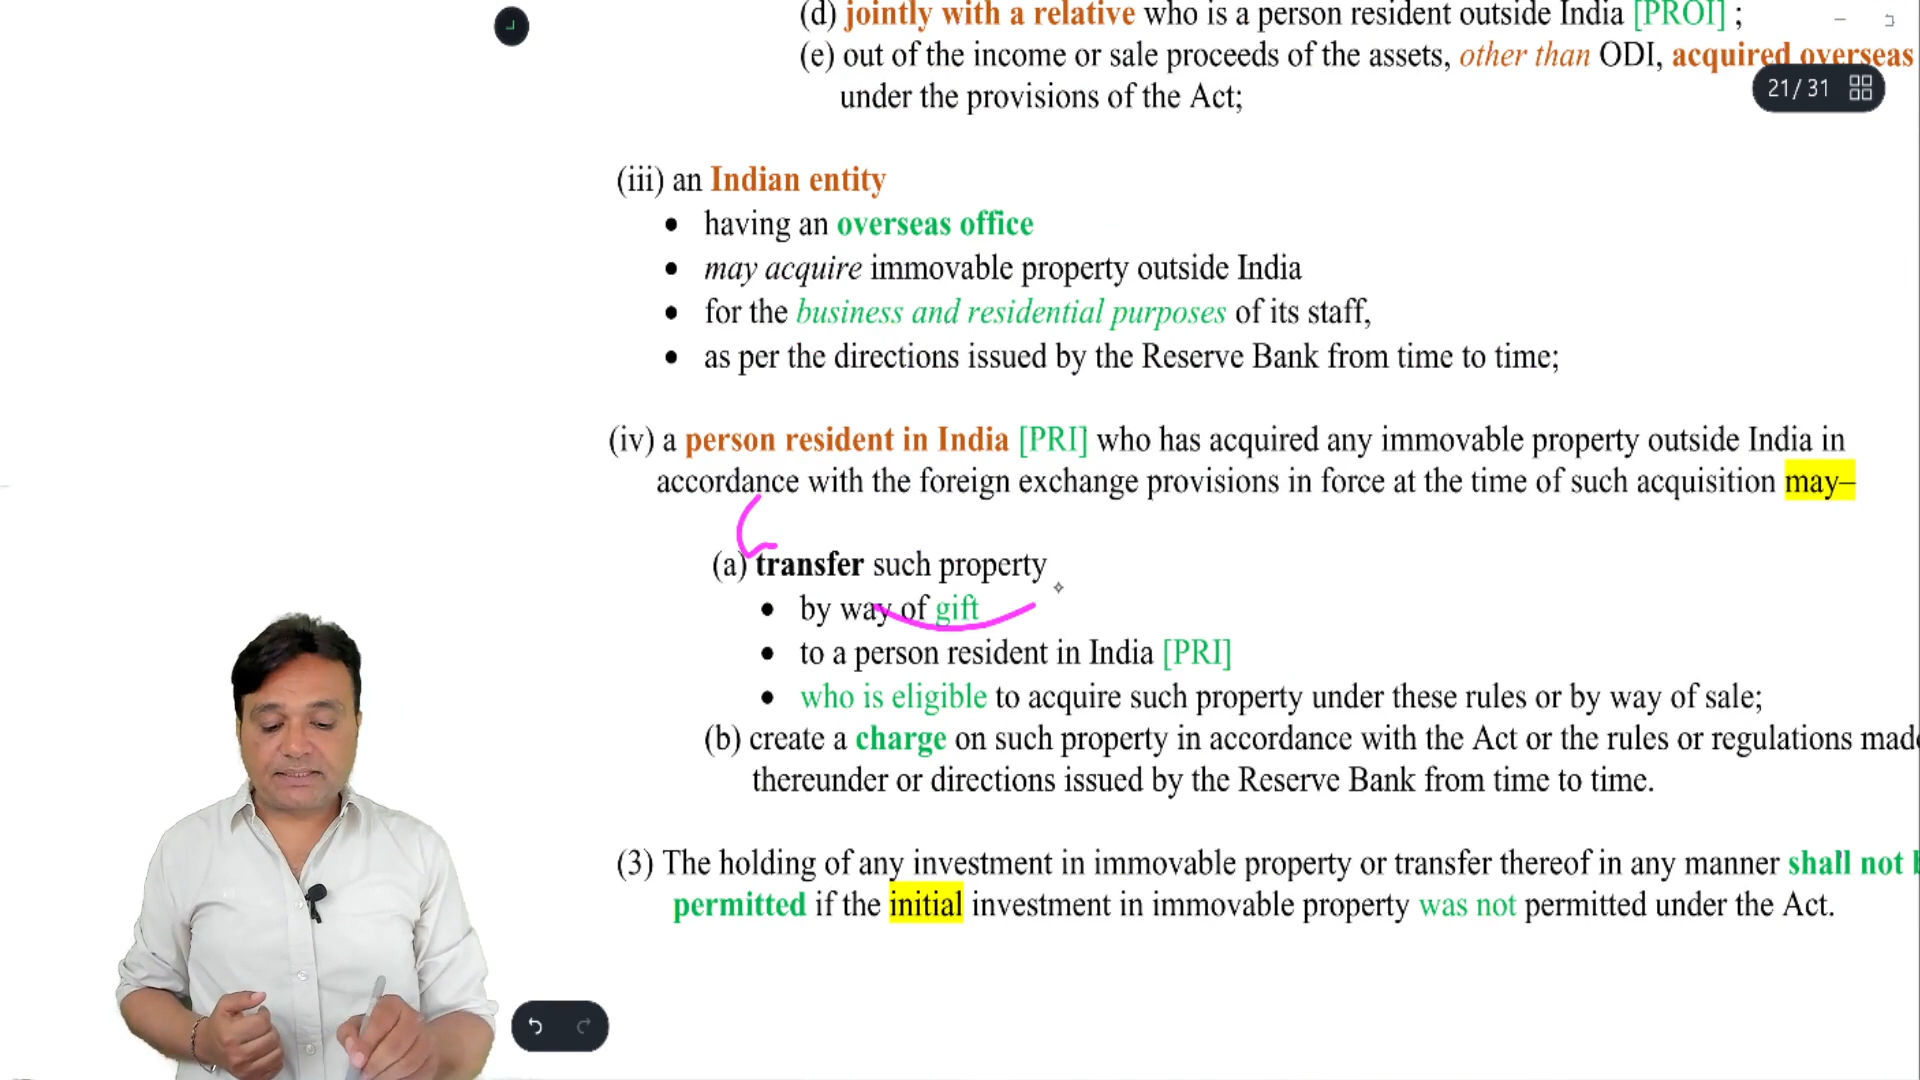 (d) jointly with a relative who is a person resident outside India [PROI] ;
(e) out of the income or sale proceeds of the assets, other than ODI, acquired overseas
under the provisions of the Act;
21/ 31
(iii) an Indian entity
• having an overseas office
• may acquire immovable property outside India
• for the business and residential purposes of its staff,
• as per the directions issued by the Reserve Bank from time to time;
(iv) a person resident in India [PRI] who has acquired any immovable property outside India in
accordance with the foreign exchange provisions in force at the time of such acquisition may–
(a) transfer such property
• by way of gift
• to a person resident in India [PRI]
• who is eligible to acquire such property under these rules or by way of sale;
(b) create a charge on such property in accordance with the Act or the rules or regulations made
thereunder or directions issued by the Reserve Bank from time to time.
(3) The holding of any investment in immovable property or transfer thereof in any manner shall not
permitted if the initial investment in immovable property was not permitted under the Act.